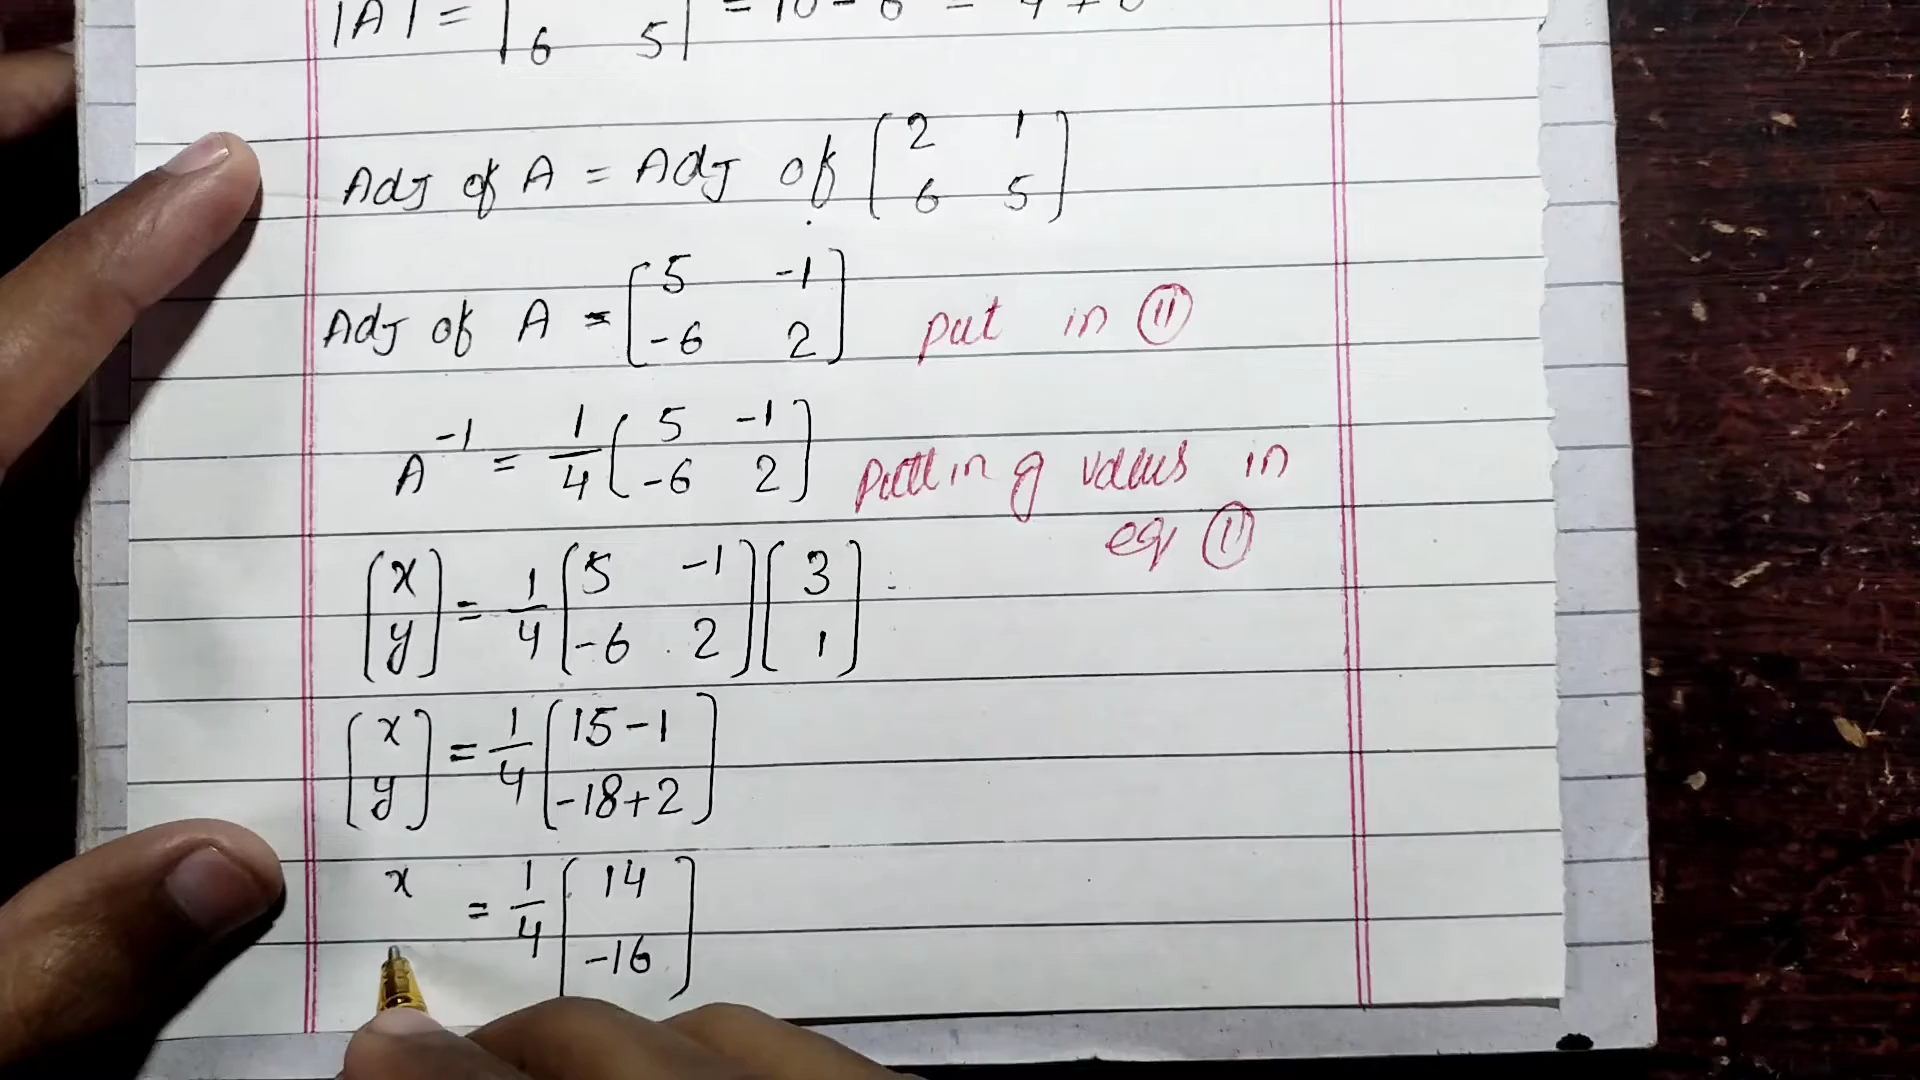 |A| = | 6 5 | = 10 - 6 = 4 ≠ 0
Adj of A = Adj of [2 1
6 5]
Adj of A = [5 -1
-6 2] put in (II)
A⁻¹ = 1/4 [5 -1
-6 2] Putting values in
eq (II)
[x
y] = 1/4 [5 -1
-6 2] [3
1]
[x
y] = 1/4 [15-1
-18+2]
x = 1/4 [14
-16]